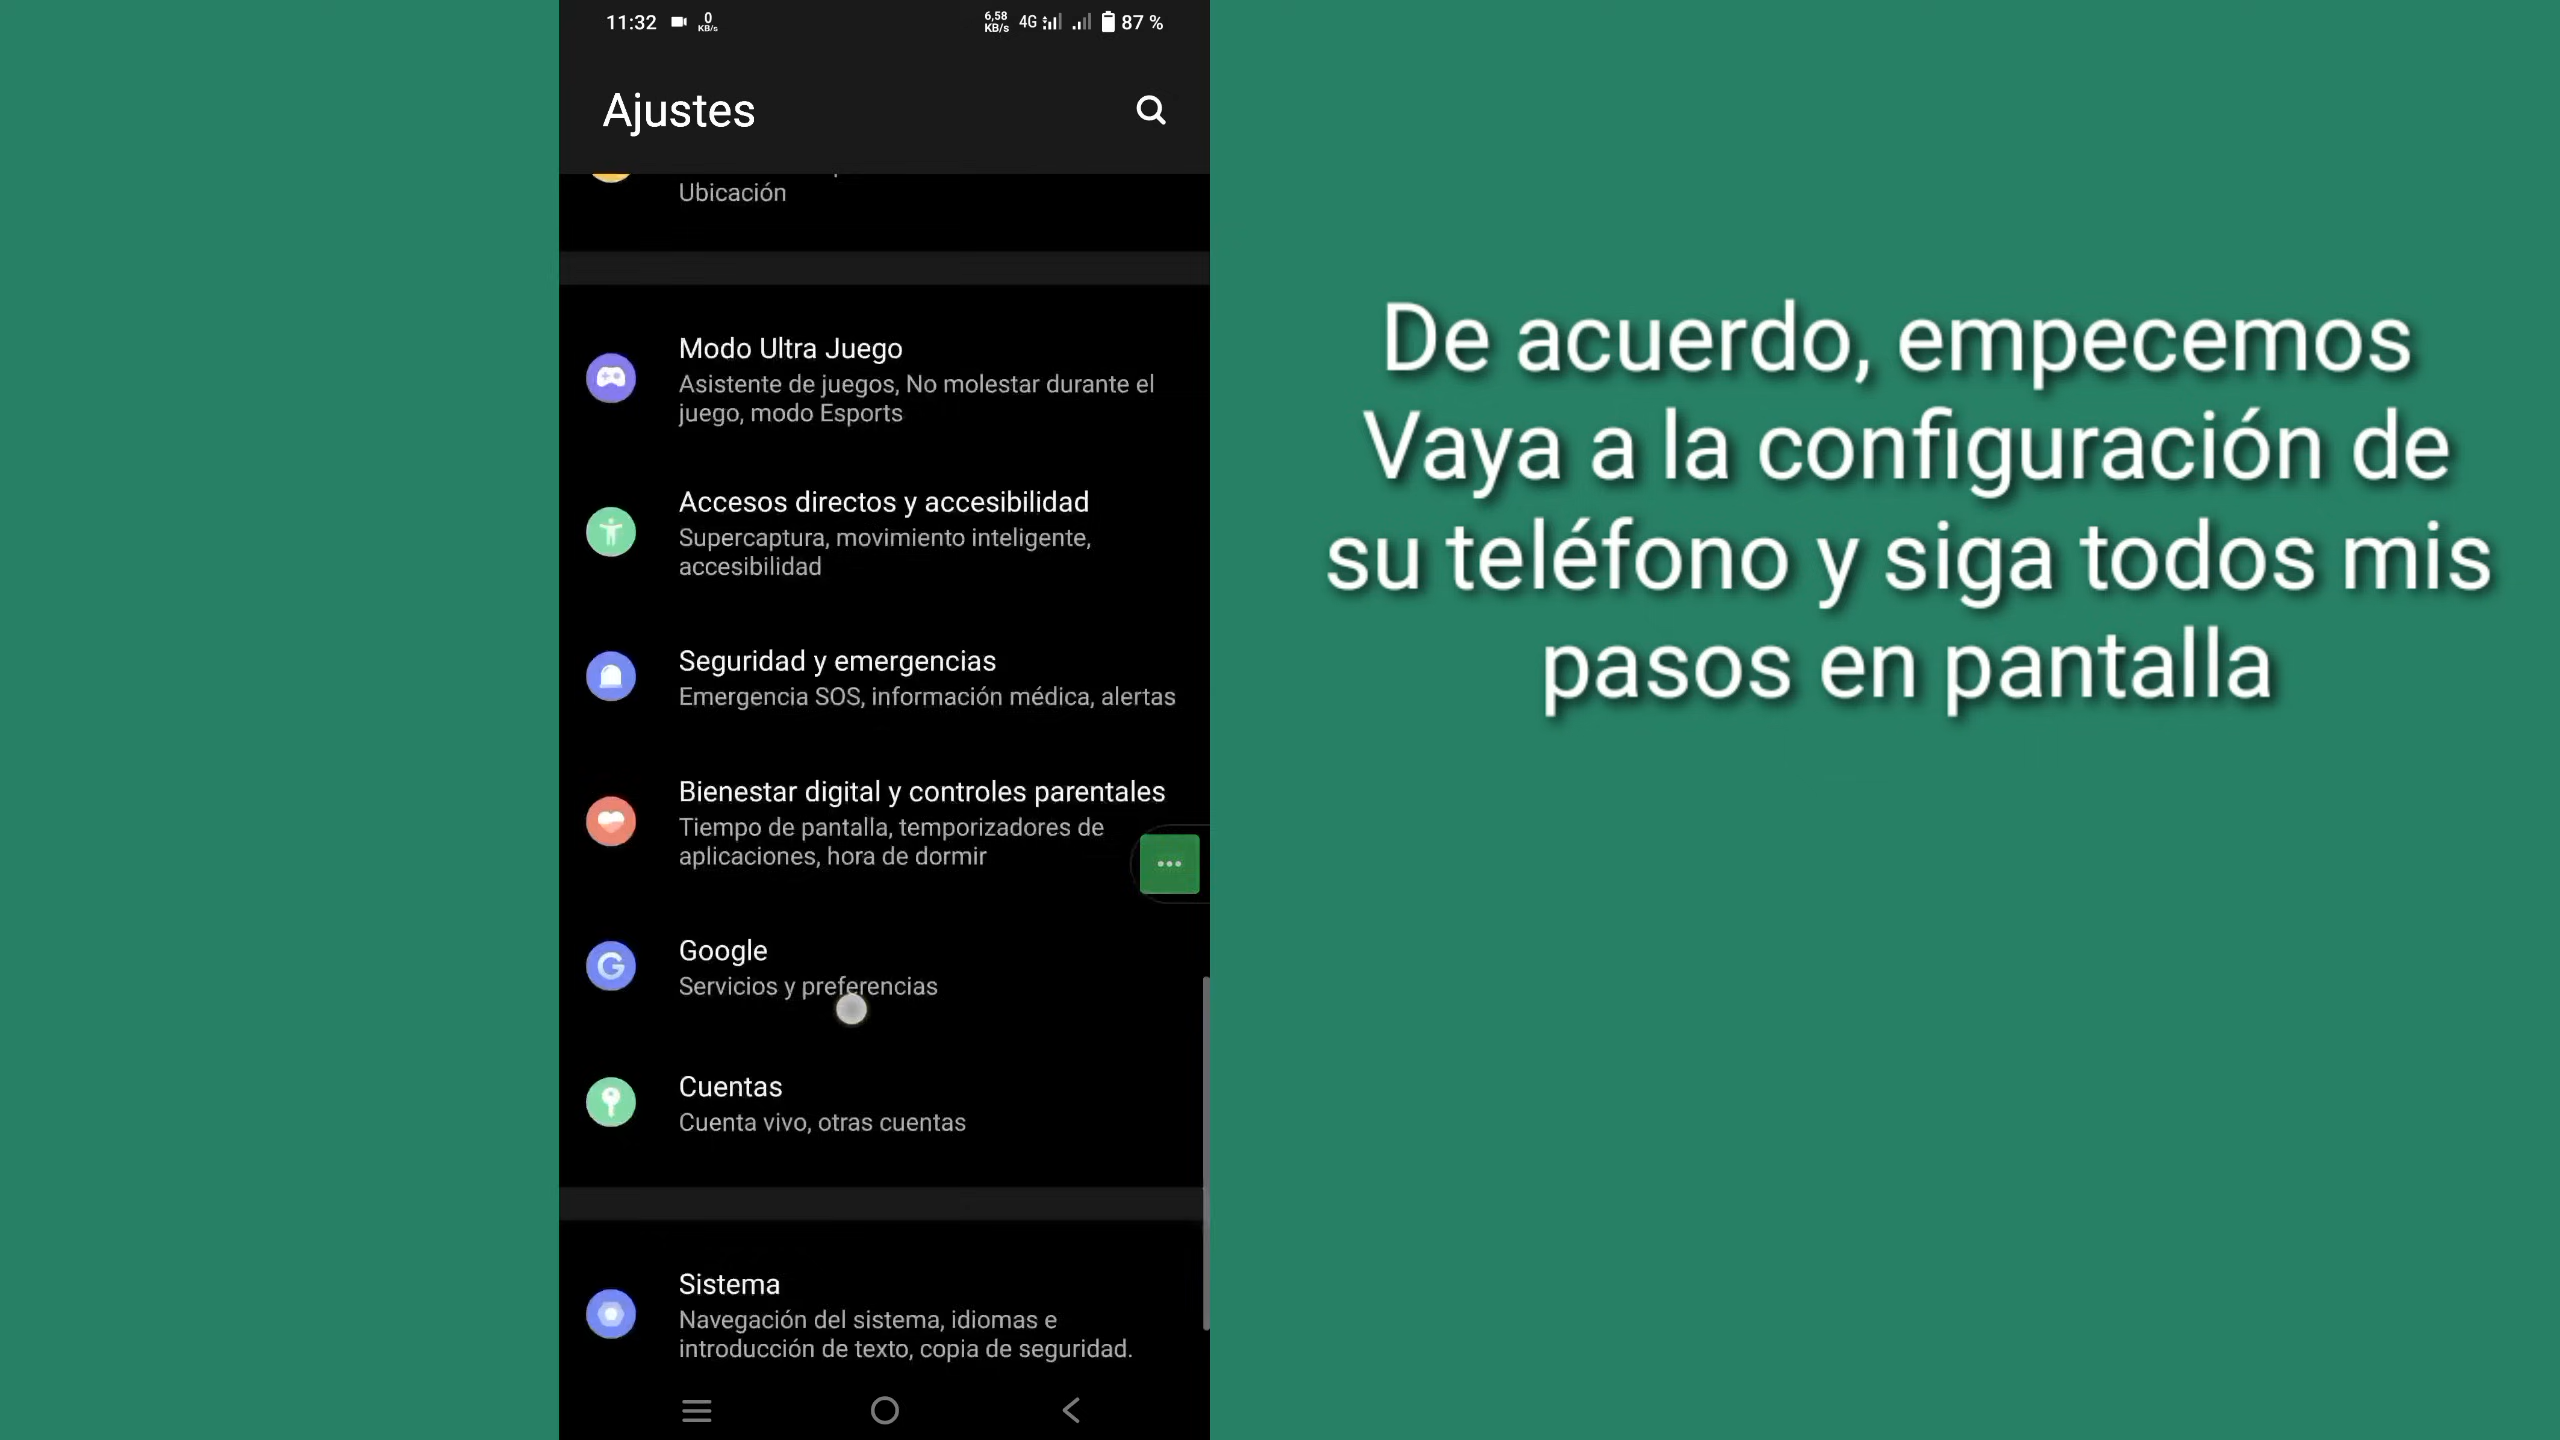 11:32 0 KB/s 6,58 KB/s 4G 87 %
Ajustes
Ubicación
Modo Ultra Juego
Asistente de juegos, No molestar durante el
juego, modo Esports
Accesos directos y accesibilidad
Supercaptura, movimiento inteligente,
accesibilidad
Seguridad y emergencias
Emergencia SOS, información médica, alertas
Bienestar digital y controles parentales
Tiempo de pantalla, temporizadores de
aplicaciones, hora de dormir
Google
Servicios y preferencias
Cuentas
Cuenta vivo, otras cuentas
Sistema
Navegación del sistema, idiomas e
introducción de texto, copia de seguridad.
De acuerdo, empecemos
Vaya a la configuración de
su teléfono y siga todos mis
pasos en pantalla